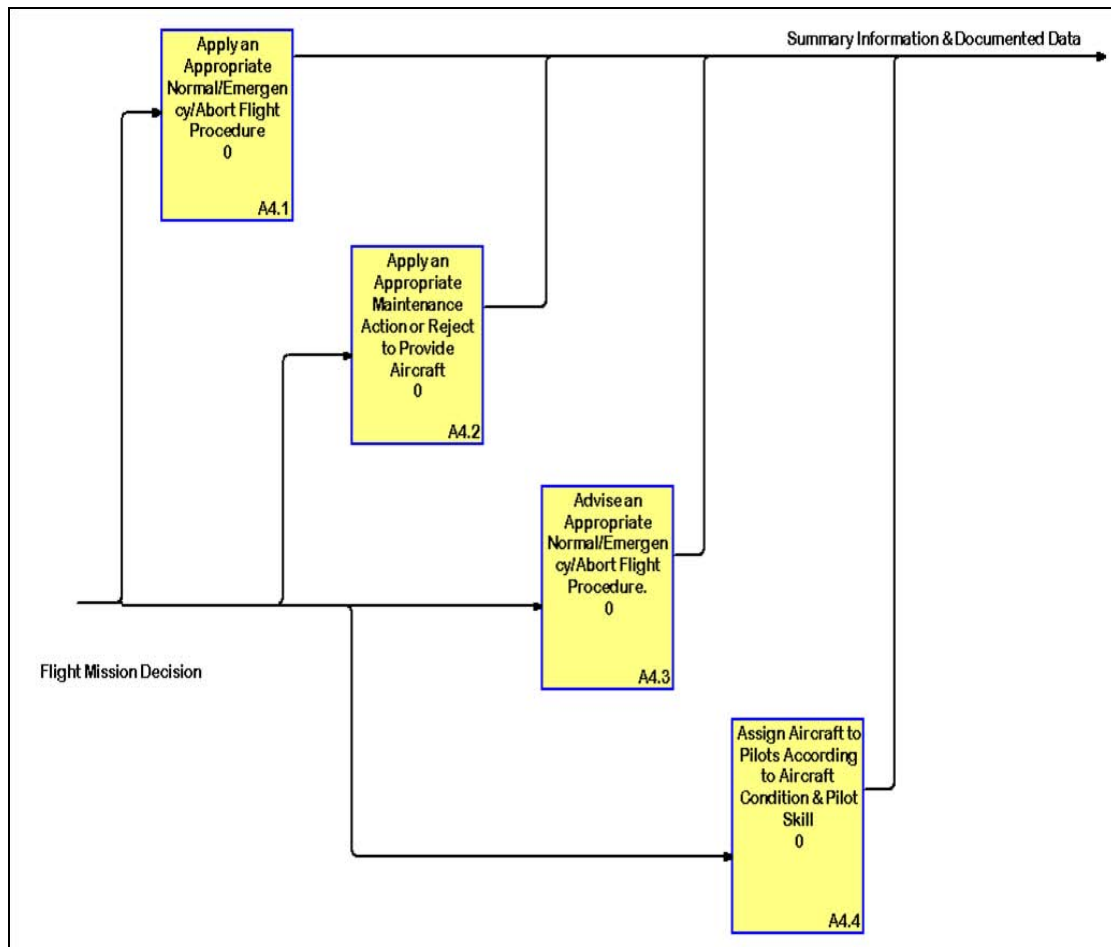 Apply an
Appropriate
Normal/Emergen
cy/Abort Flight
Procedure
0
A4.1
Summary Information & Documented Data
Apply an
Appropriate
Maintenance
Action or Reject
to Provide
Aircraft
0
A4.2
Advise an
Appropriate
Normal/Emergen
cy/Abort Flight
Procedure.
0
A4.3
Flight Mission Decision
Assign Aircraft to
Pilots According
to Aircraft
Condition & Pilot
Skill
0
A4.4